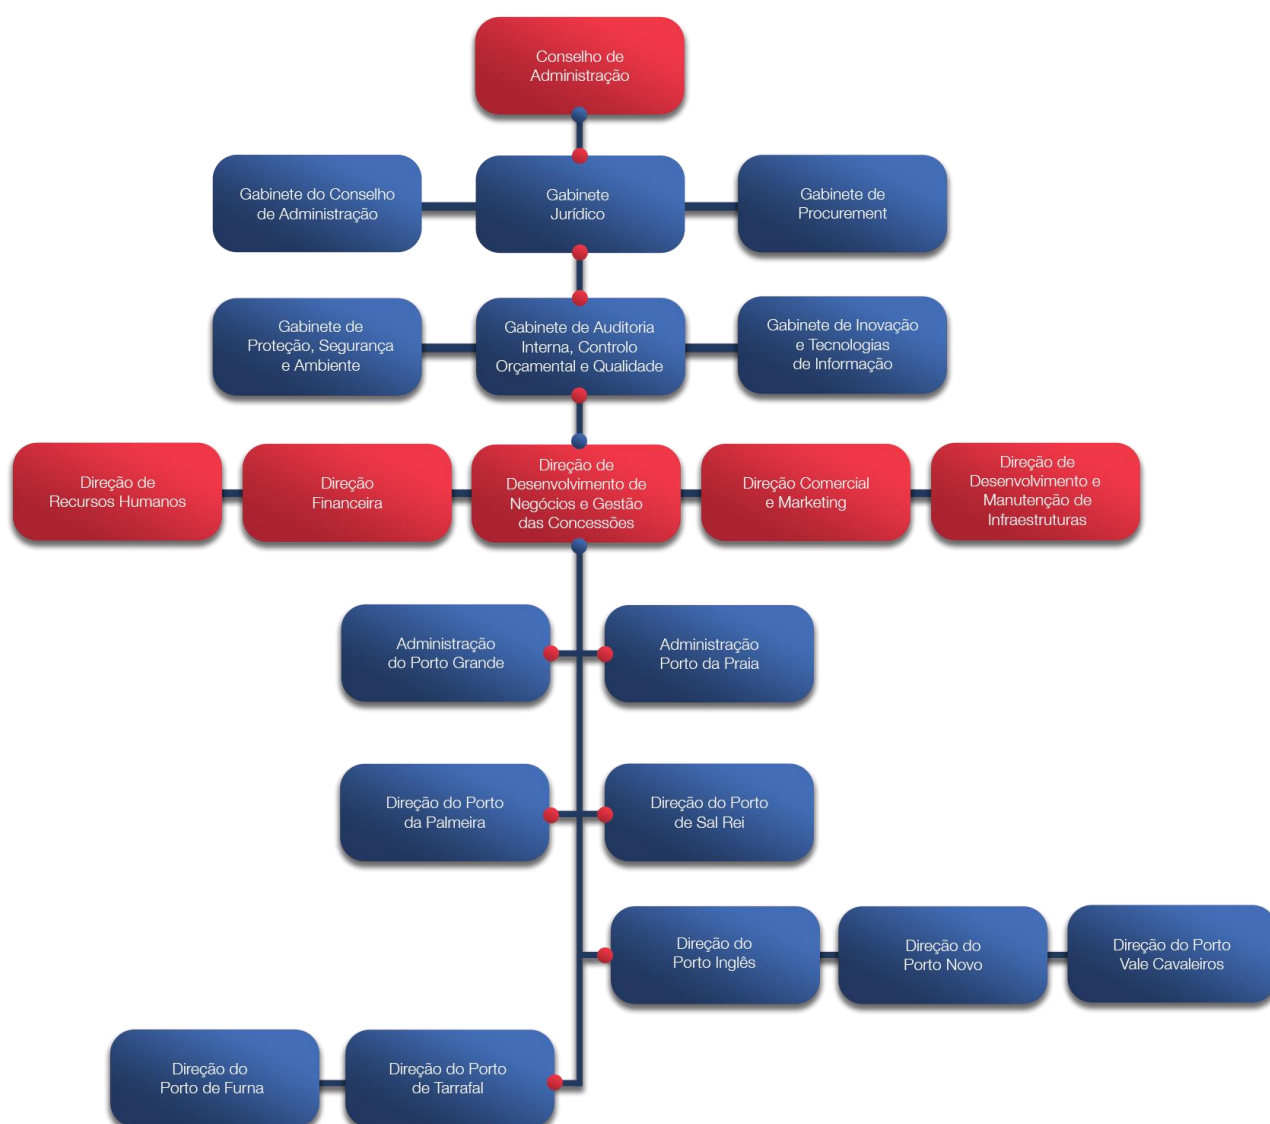 Conselho de
Administração
Gabinete do Conselho
de Administração
Gabinete
Jurídico
Gabinete de
Procurement
Gabinete de
Proteção, Segurança
e Ambiente
Gabinete de Auditoria
Interna, Controlo
Orçamental e Qualidade
Gabinete de Inovação
e Tecnologias
de Informação
Direção de
Recursos Humanos
Direção
Financeira
Direção de
Desenvolvimento de
Negócios e Gestão
das Concessões
Direção Comercial
e Marketing
Direção de
Desenvolvimento e
Manutenção de
Infraestruturas
Administração
do Porto Grande
Administração
Porto da Praia
Direção do Porto
da Palmeira
Direção do Porto
de Sal Rei
Direção do
Porto Inglês
Direção do
Porto Novo
Direção do Porto
Vale Cavaleiros
Direção do
Porto de Furna
Direção do Porto
de Tarrafal